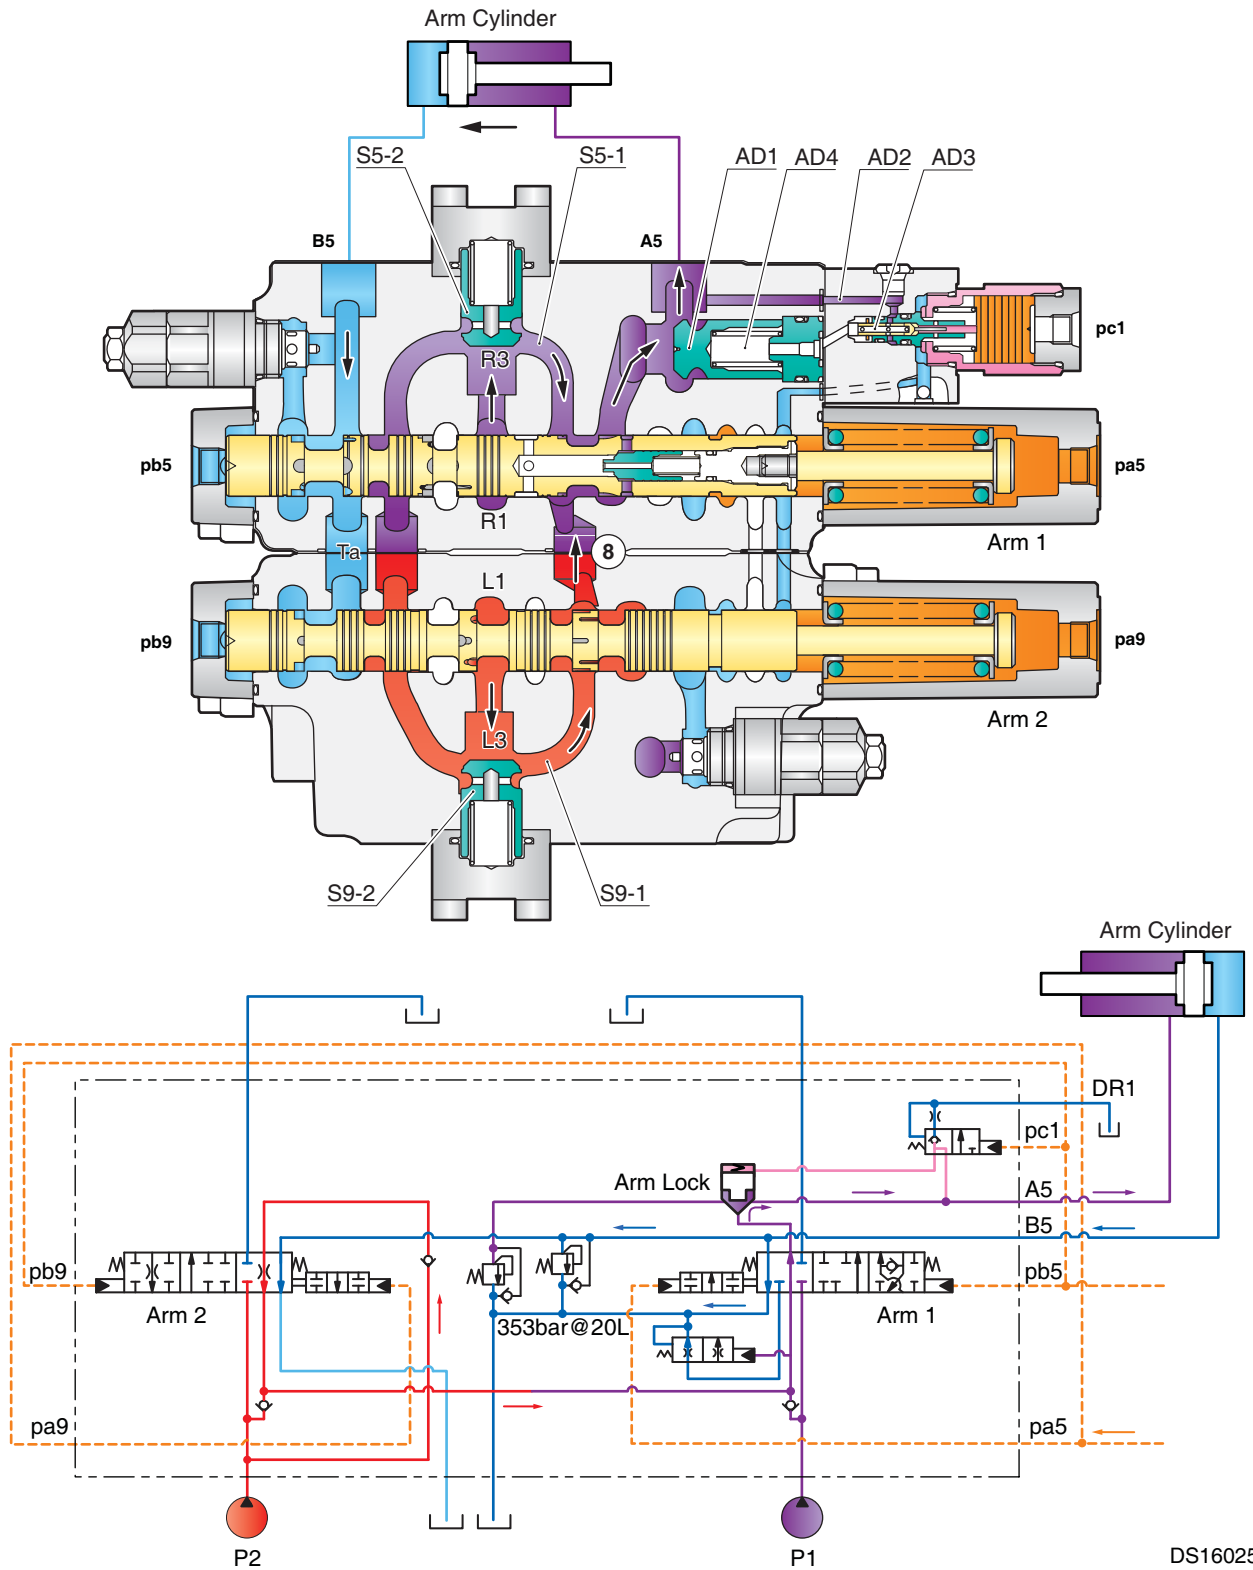 Arm Cylinder
S5-2
S5-1
AD1
AD4
AD2
AD3
B5
A5
pc1
R3
pb5
pa5
R1
Arm 1
Ta
8
L1
pb9
pa9
Arm 2
L3
S9-2
S9-1
Arm Cylinder
DR1
pc1
Arm Lock
A5
B5
pb9
pb5
Arm 2
353bar@20L
Arm 1
pa9
pa5
P2
P1
DS16025